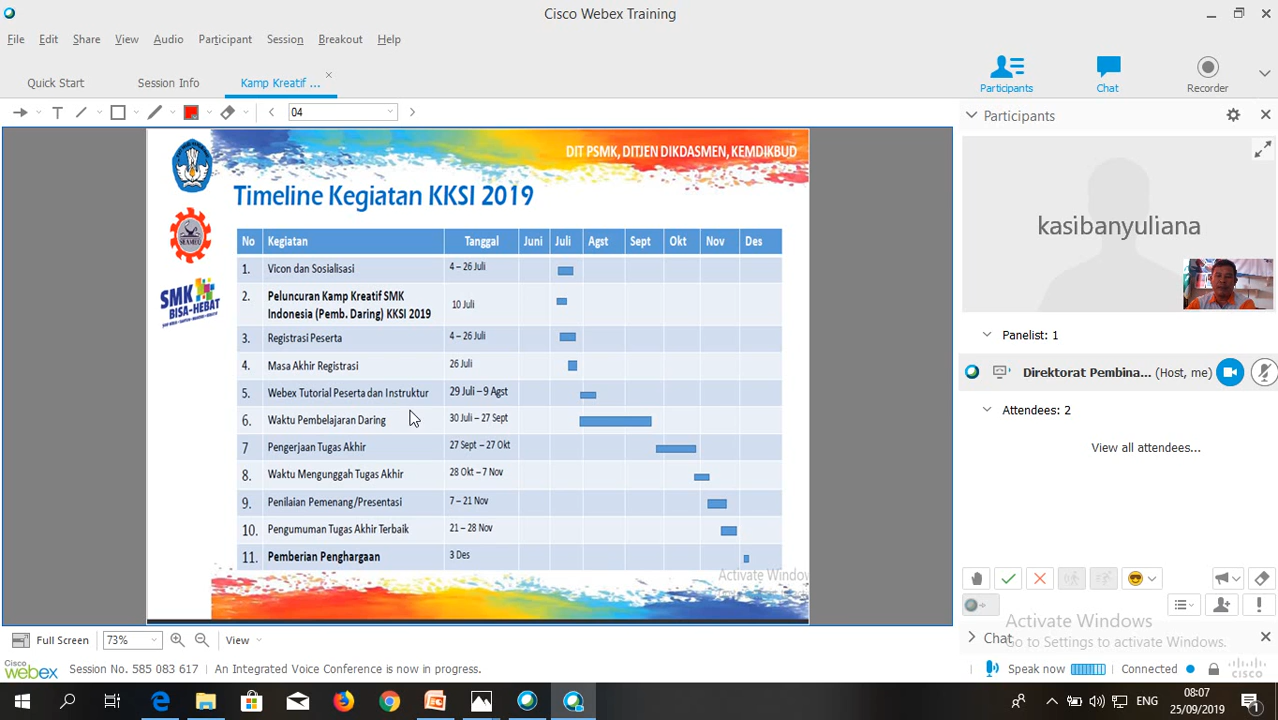 Cisco Webex Training
File Edit Share View Audio Participant Session Breakout Help
Quick Start Session Info Kamp Kreatif ...
Participants Chat Recorder
T 04
Participants
DIT PSMK, DITJEN DIKDASMEN, KEMDIKBUD
Timeline Kegiatan KKSI 2019
SEAMEO
SMK
BISA-HEBAT
No Kegiatan Tanggal Juni Juli Agst Sept Okt Nov Des
1. Vicon dan Sosialisasi 4 – 26 Juli
2. Peluncuran Kamp Kreatif SMK
Indonesia (Pemb. Daring) KKSI 2019 10 Juli
3. Registrasi Peserta 4 – 26 Juli
4. Masa Akhir Registrasi 26 Juli
5. Webex Tutorial Peserta dan Instruktur 29 Juli – 9 Agst
6. Waktu Pembelajaran Daring 30 Juli – 27 Sept
7 Pengerjaan Tugas Akhir 27 Sept – 27 Okt
8. Waktu Mengunggah Tugas Akhir 28 Okt – 7 Nov
9. Penilaian Pemenang/Presentasi 7 – 21 Nov
10. Pengumuman Tugas Akhir Terbaik 21 – 28 Nov
11. Pemberian Penghargaan 3 Des
Activate Windov
kasibanyuliana
Panelist: 1
Direktorat Pembina... (Host, me)
Attendees: 2
View all attendees...
Activate Windows
Chat
Go to Settings to activate Windows.
Full Screen 73% View
Cisco
webex Session No. 585 083 617 An Integrated Voice Conference is now in progress.
Speak now Connected
cisco
ENG 08:07
25/09/2019
1